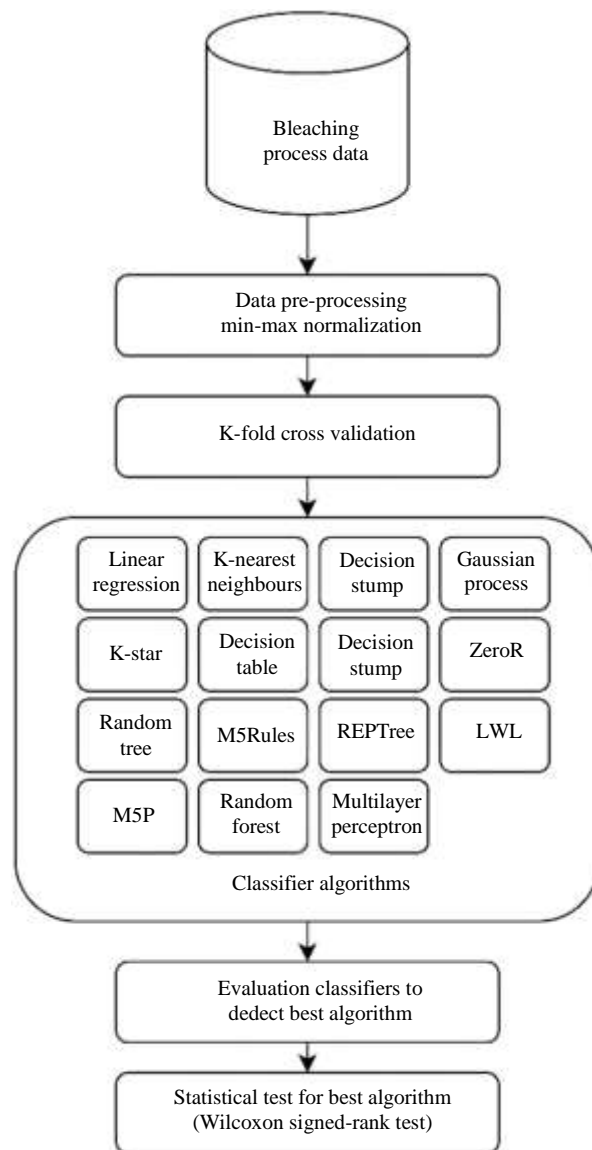 Bleaching
process data
Data pre-processing
min-max normalization
K-fold cross validation
Linear
regression
K-nearest
neighbours
Decision
stump
Gaussian
process
K-star
Decision
table
Decision
stump
ZeroR
Random
tree
M5Rules
REPTree
LWL
M5P
Random
forest
Multilayer
perceptron
Classifier algorithms
Evaluation classifiers to
dedect best algorithm
Statistical test for best algorithm
(Wilcoxon signed-rank test)